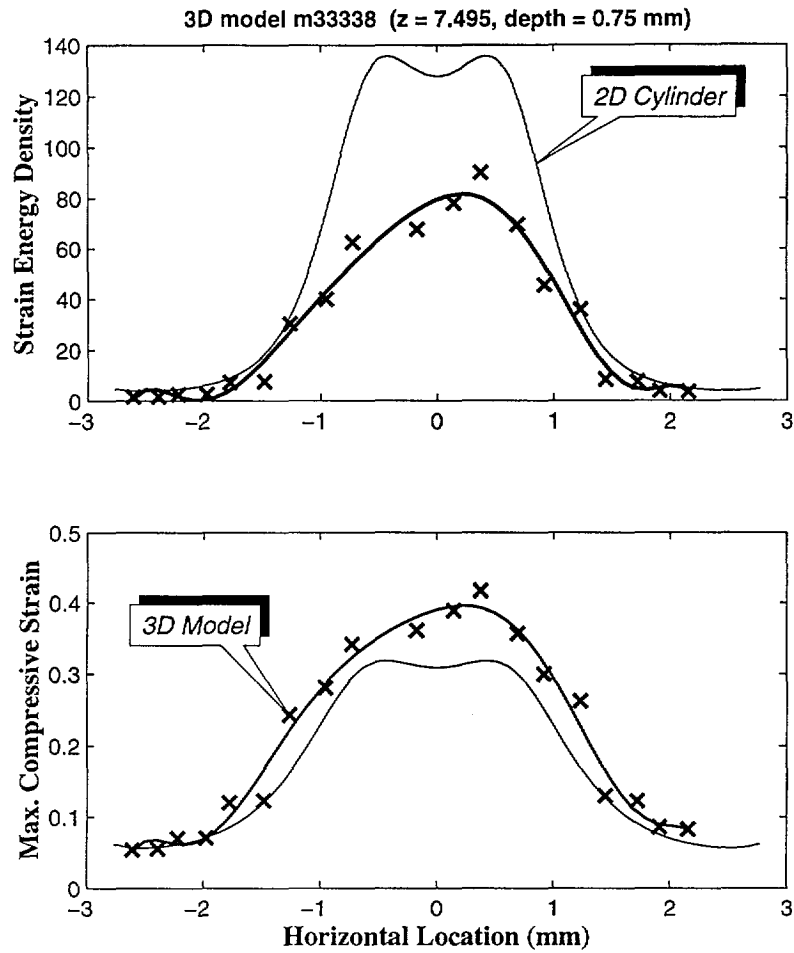 3D model m33338 (z = 7.495, depth = 0.75 mm)
140
120
100
80
60
40
20
0
Strain Energy Density
2D Cylinder
−3 −2 −1 0 1 2 3
0.5
0.4
0.3
0.2
0.1
0
Max. Compressive Strain
3D Model
−3 −2 −1 0 1 2 3
Horizontal Location (mm)